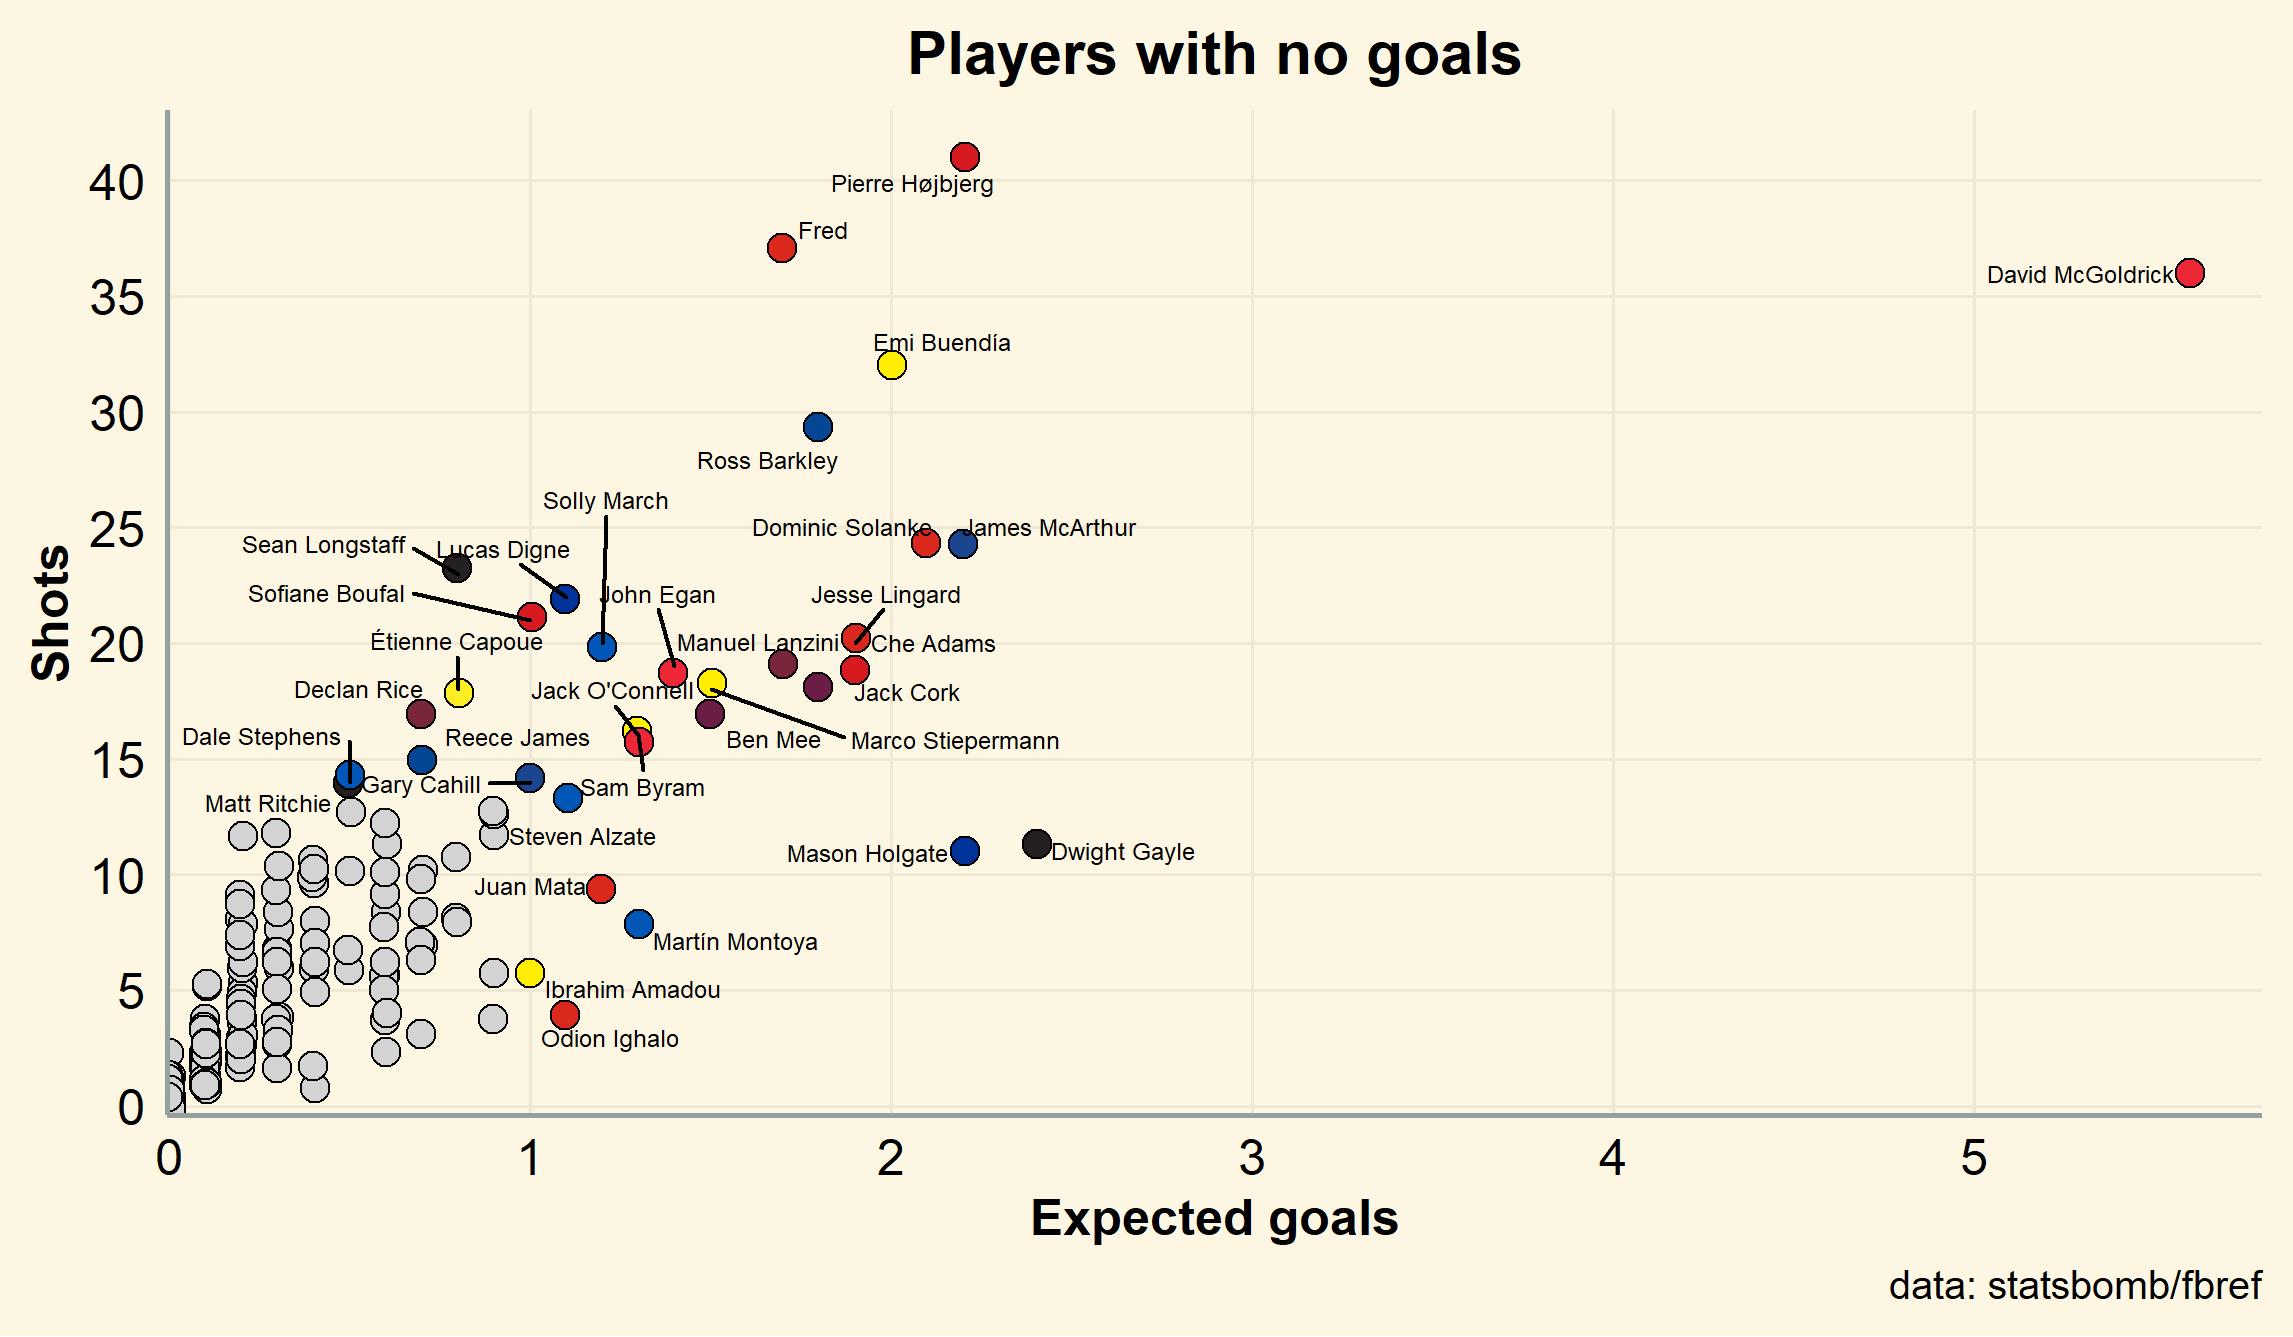 Players with no goals
40
Pierre Højbjerg
Fred
35
David McGoldrick
Emi Buendía
30
Ross Barkley
Solly March
25
Dominic Solanke
James McArthur
Sean Longstaff
Lucas Digne
Sofiane Boufal
John Egan
Jesse Lingard
20
Étienne Capoue
Manuel Lanzini
Che Adams
Declan Rice
Jack O'Connell
Jack Cork
15
Dale Stephens
Reece James
Ben Mee
Marco Stiepermann
Gary Cahill
Sam Byram
Matt Ritchie
Steven Alzate
Mason Holgate
Dwight Gayle
10
Juan Mata
Martín Montoya
5
Ibrahim Amadou
Odion Ighalo
0
Shots
0 1 2 3 4 5
Expected goals
data: statsbomb/fbref